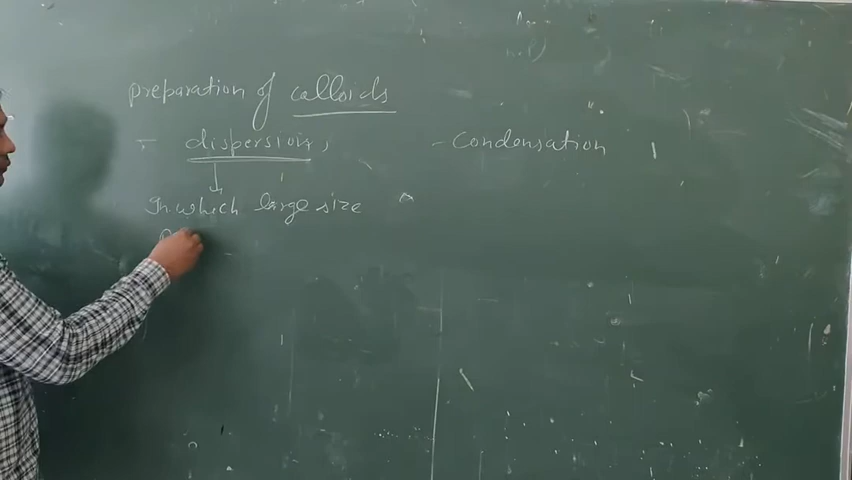 preparation of colloids
- dispersion, - Condensation
In which large size